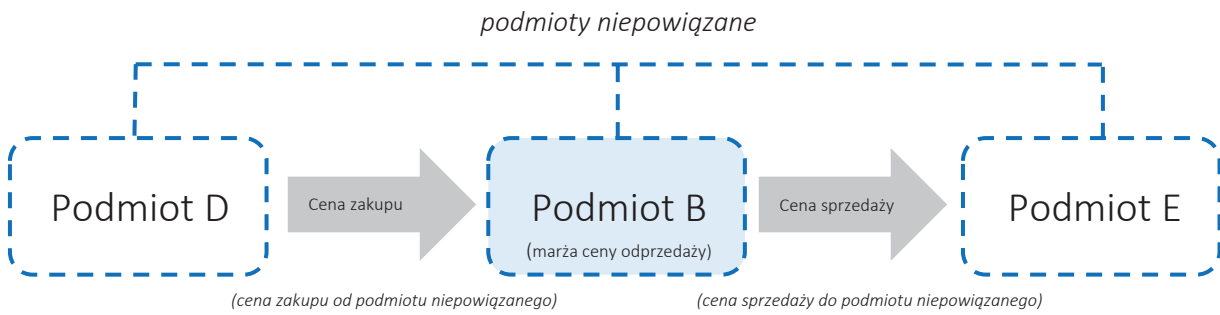 podmioty niepowiązane
Podmiot D
Cena zakupu
Podmiot B
(marża ceny odprzedaży)
Cena sprzedaży
Podmiot E
(cena zakupu od podmiotu niepowiązanego)
(cena sprzedaży do podmiotu niepowiązanego)